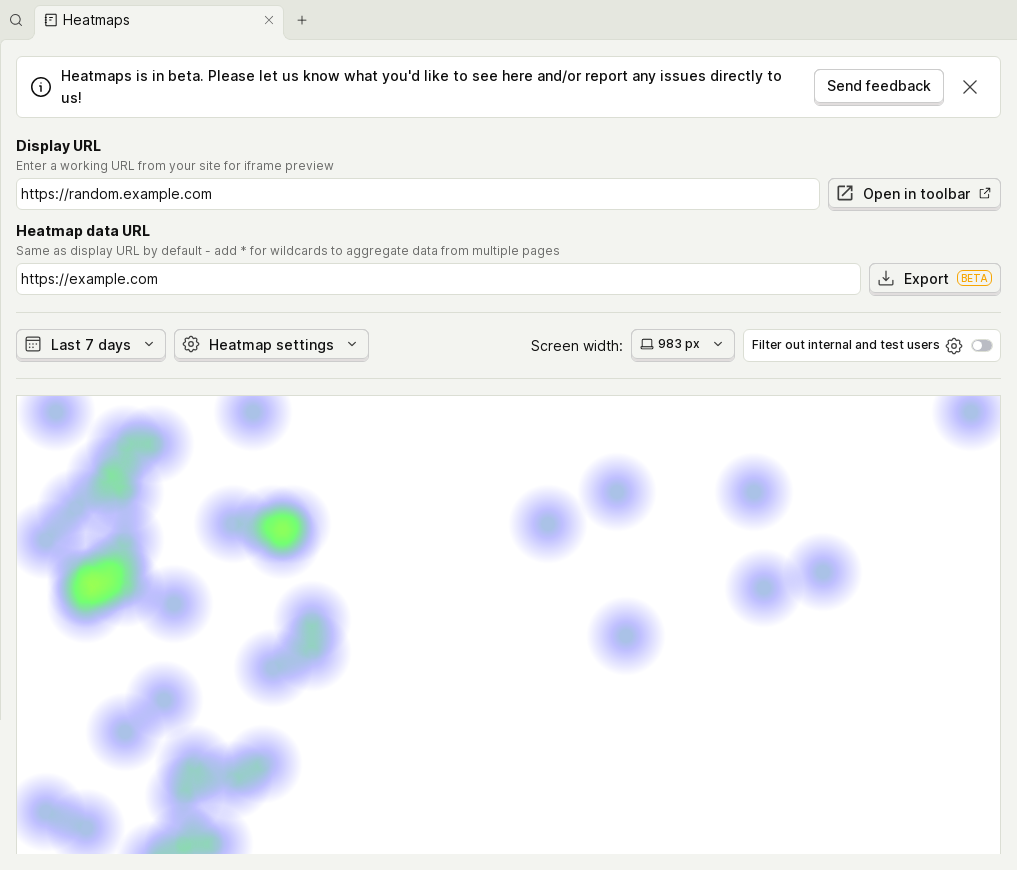 Heatmaps
Heatmaps is in beta. Please let us know what you'd like to see here and/or report any issues directly to
us!
Send feedback
Display URL
Enter a working URL from your site for iframe preview
https://random.example.com
Open in toolbar
Heatmap data URL
Same as display URL by default - add * for wildcards to aggregate data from multiple pages
https://example.com
Export BETA
Last 7 days
Heatmap settings
Screen width:
983 px
Filter out internal and test users